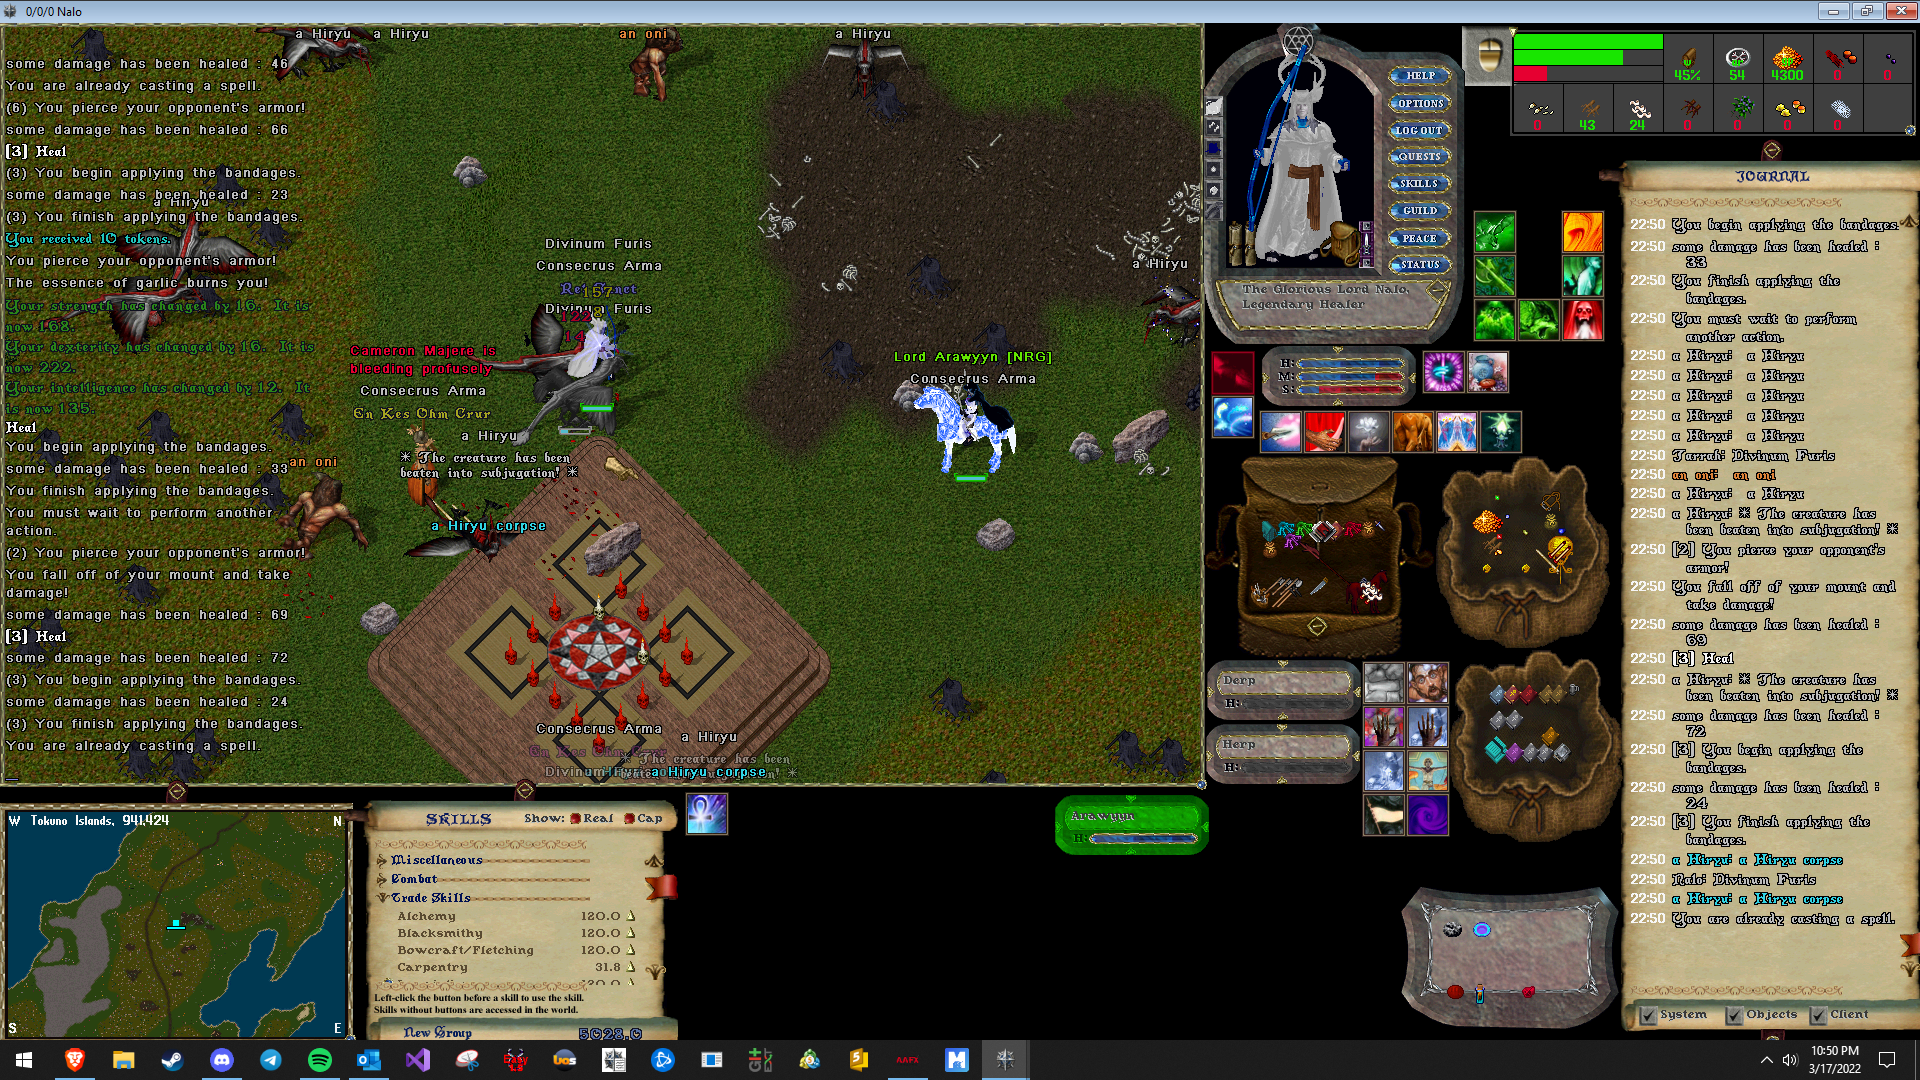 0/0/0 Nalo
a Hiryu
a Hiryu
an oni
a Hiryu
some damage has been healed : 46
You are already casting a spell.
(6) You pierce your opponent's armor!
some damage has been healed : 66
[3] Heal
(3) You begin applying the bandages.
some damage has been healed : 23
a Hiryu
(3) You finish applying the bandages.
You received 10 tokens.
You pierce your opponent's armor!
The essence of garlic burns you!
Your strength has changed by 16. It is
now 168.
Your dexterity has changed by 16. It is
now 222.
Your intelligence has changed by 12. It
is now 135.
Heal
You begin applying the bandages.
some damage has been healed : 33
an oni
You finish applying the bandages.
You must wait to perform another
action.
(2) You pierce your opponent's armor!
You fall off of your mount and take
damage!
some damage has been healed : 69
[3] Heal
some damage has been healed : 72
(3) You begin applying the bandages.
some damage has been healed : 24
(3) You finish applying the bandages.
You are already casting a spell.
Divinum Furis
Consecrus Arma
157
Divinum Furis
122
14
Cameron Majere is
bleeding profusely
Consecrus Arma
En Kes Ohm Crur
a Hiryu
* The creature has been
beaten into subjugation! *
a Hiryu corpse
a Hiryu
Lord Arawyyn [NRG]
Consecrus Arma
Consecrus Arma
a Hiryu
a Hiryu corpse
HELP
OPTIONS
LOG OUT
QUESTS
SKILLS
GUILD
PEACE
STATUS
The Glorious Lord Nalo,
Legendary Healer
45%
54
4300
0
0
0
43
24
0
0
0
0
H:
M:
S:
Derp
H:
Herp
H:
Arawyyn
H:
JOURNAL
22:50 You begin applying the bandages.
22:50 some damage has been healed :
33
22:50 You finish applying the
bandages.
22:50 You must wait to perform
another action.
22:50 a Hiryu: a Hiryu
22:50 a Hiryu: a Hiryu
22:50 a Hiryu: a Hiryu
22:50 a Hiryu: a Hiryu
22:50 a Hiryu: a Hiryu
22:50 Tarrah: Divinum Furis
22:50 an oni: an oni
22:50 a Hiryu: a Hiryu
22:50 a Hiryu: * The creature has
been beaten into subjugation! *
22:50 [2] You pierce your opponent's
armor!
22:50 You fall off of your mount and
take damage!
22:50 some damage has been healed :
69
22:50 [3] Heal
22:50 a Hiryu: * The creature has
been beaten into subjugation! *
22:50 some damage has been healed :
72
22:50 [3] You begin applying the
bandages.
22:50 some damage has been healed :
24
22:50 [3] You finish applying the
bandages.
22:50 a Hiryu: a Hiryu corpse
22:50 Nalo: Divinum Furis
22:50 a Hiryu: a Hiryu corpse
22:50 You are already casting a spell.
System Objects Client
W Tokuno Islands, 941,424 N
S E
SKILLS Show: Real Cap
Miscellaneous
Combat
Trade Skills
Alchemy 120.0
Blacksmithy 120.0
Bowcraft/Fletching 120.0
Carpentry 31.8
Left-click the button before a skill to use the skill.
Skills without buttons are accessed in the world.
New Group 5028.0
UOS
AAFX
10:50 PM
3/17/2022